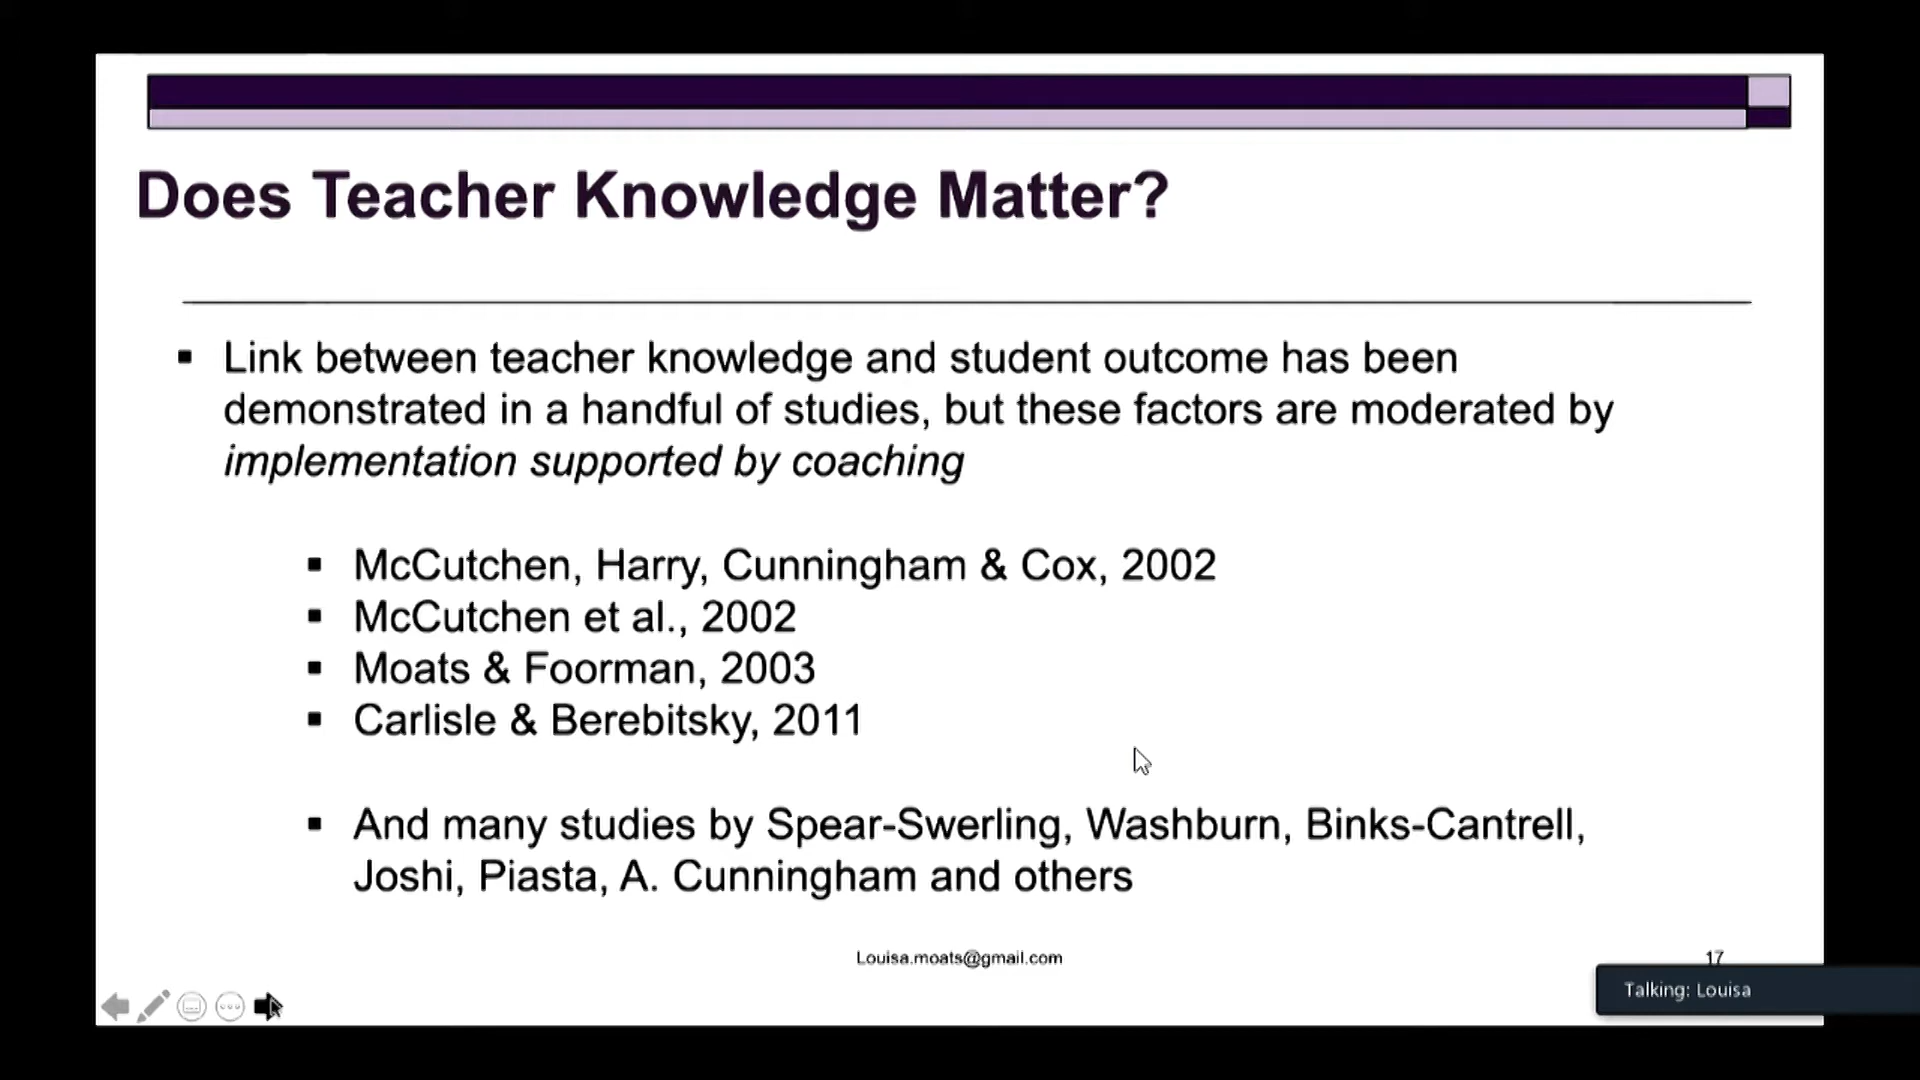 Does Teacher Knowledge Matter?
▪ Link between teacher knowledge and student outcome has been
demonstrated in a handful of studies, but these factors are moderated by
implementation supported by coaching
▪ McCutchen, Harry, Cunningham & Cox, 2002
▪ McCutchen et al., 2002
▪ Moats & Foorman, 2003
▪ Carlisle & Berebitsky, 2011
▪ And many studies by Spear-Swerling, Washburn, Binks-Cantrell,
Joshi, Piasta, A. Cunningham and others
Louisa.moats@gmail.com
17
Talking: Louisa